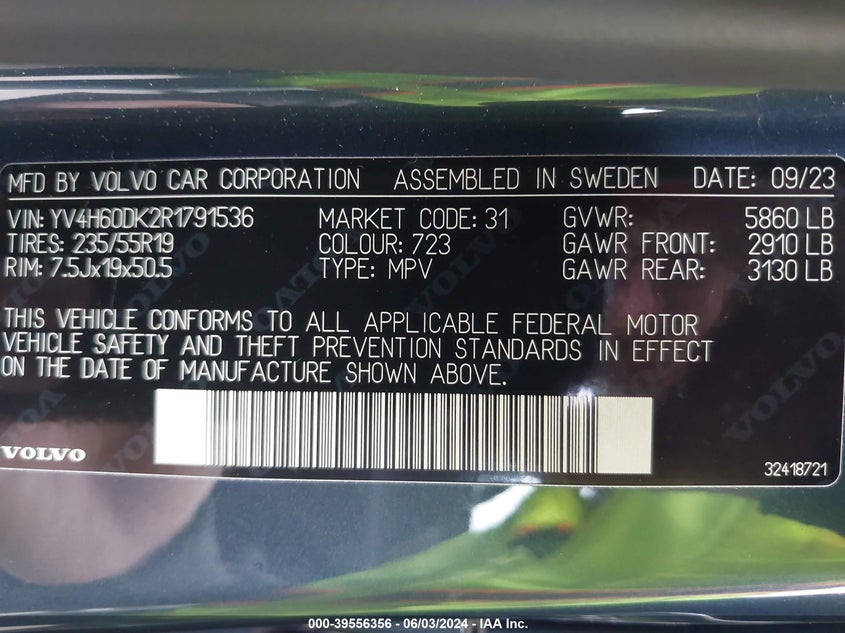 MFD BY VOLVO CAR CORPORATION ASSEMBLED IN SWEDEN DATE: 09/23
VIN: YV4H60DK2R1791536 MARKET CODE: 31 GVWR: 5860 LB
TIRES: 235/55R19 COLOUR: 723 GAWR FRONT: 2910 LB
RIM: 7.5Jx19x50.5 TYPE: MPV GAWR REAR: 3130 LB
THIS VEHICLE CONFORMS TO ALL APPLICABLE FEDERAL MOTOR
VEHICLE SAFETY AND THEFT PREVENTION STANDARDS IN EFFECT
ON THE DATE OF MANUFACTURE SHOWN ABOVE.
VOLVO
32418721
000-39556356 - 06/03/2024 - IAA Inc.